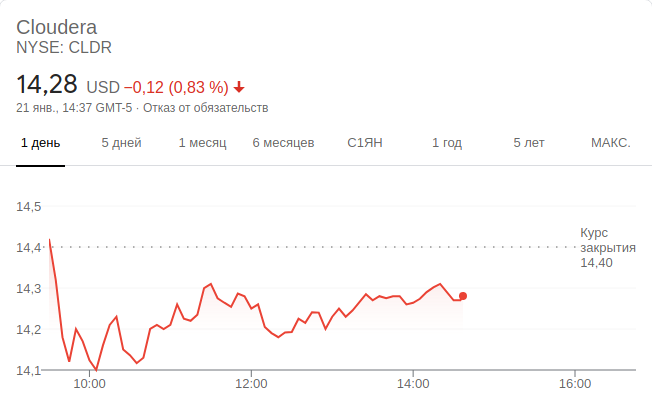 Cloudera
NYSE: CLDR
14,28 USD −0,12 (0,83 %)
21 янв., 14:37 GMT-5 · Отказ от обязательств
1 день 5 дней 1 месяц 6 месяцев С1ЯН 1 год 5 лет МАКС.
14,5
Курс
закрытия
14,40
14,4
14,3
14,2
14,1
10:00 12:00 14:00 16:00